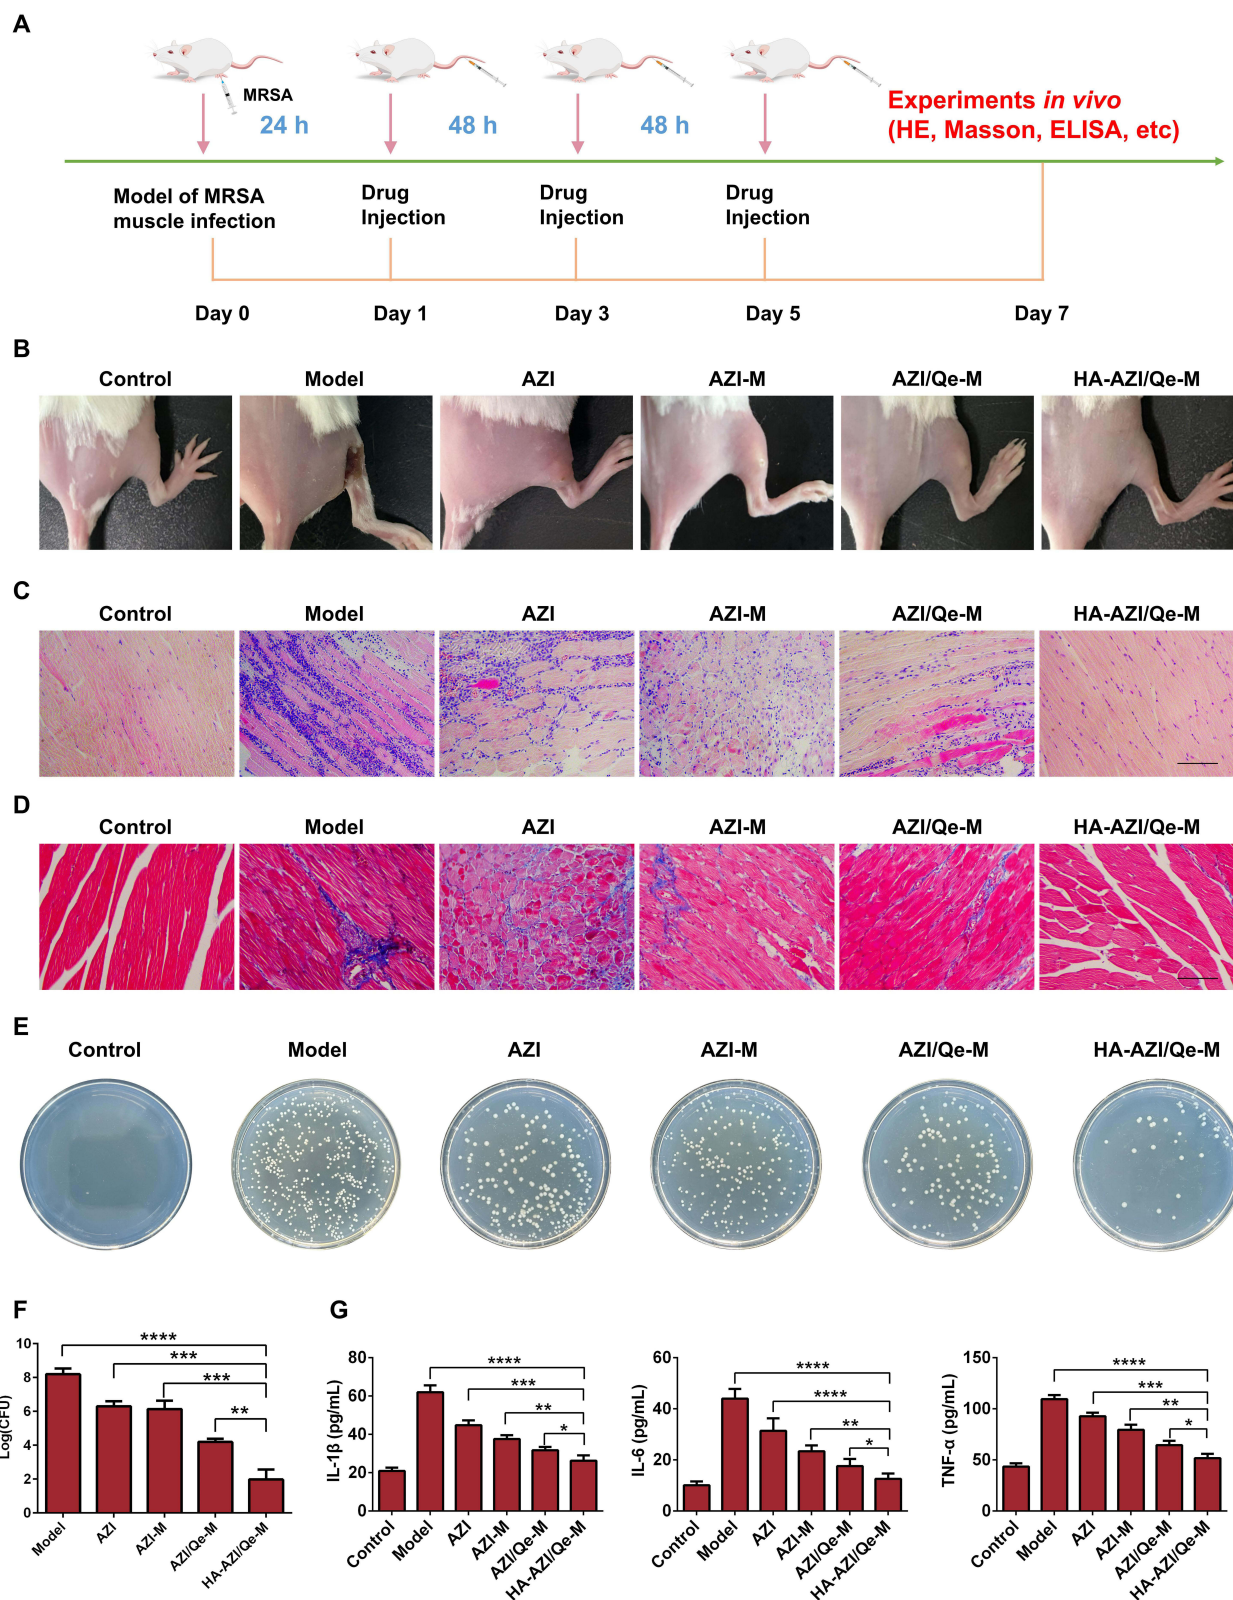 A
MRSA
24 h
48 h
48 h
Experiments in vivo
(HE, Masson, ELISA, etc)
Model of MRSA
muscle infection
Drug
Injection
Drug
Injection
Drug
Injection
Day 0
Day 1
Day 3
Day 5
Day 7
B
Control
Model
AZI
AZI-M
AZI/Qe-M
HA-AZI/Qe-M
C
Control
Model
AZI
AZI-M
AZI/Qe-M
HA-AZI/Qe-M
D
Control
Model
AZI
AZI-M
AZI/Qe-M
HA-AZI/Qe-M
E
Control
Model
AZI
AZI-M
AZI/Qe-M
HA-AZI/Qe-M
F
Log(CFU)
10
8
6
4
2
0
****
***
***
**
Model
AZI
AZI-M
AZI/Qe-M
HA-AZI/Qe-M
G
IL-1β (pg/mL)
80
60
40
20
0
****
***
**
*
Control
Model
AZI
AZI-M
AZI/Qe-M
HA-AZI/Qe-M
IL-6 (pg/mL)
60
40
20
0
****
****
**
*
Control
Model
AZI
AZI-M
AZI/Qe-M
HA-AZI/Qe-M
TNF-α (pg/mL)
150
100
50
0
****
***
**
*
Control
Model
AZI
AZI-M
AZI/Qe-M
HA-AZI/Qe-M